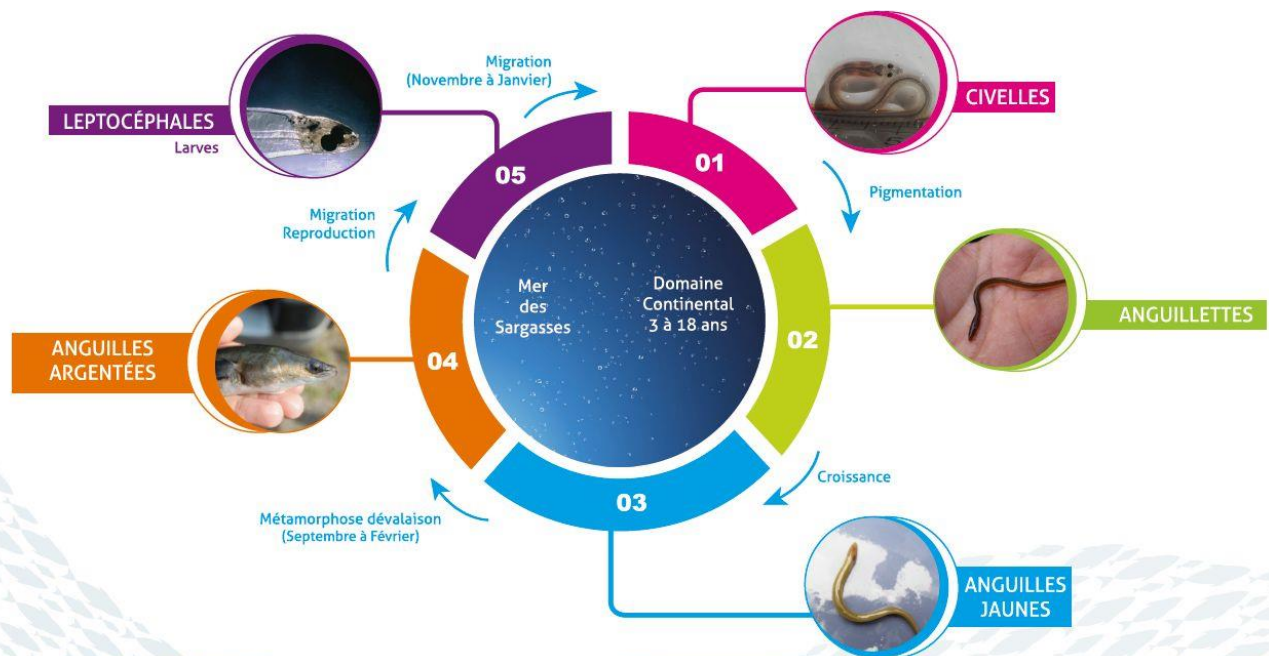 Migration
(Novembre à Janvier)
LEPTOCÉPHALES
Larves
CIVELLES
05
01
Pigmentation
Migration
Reproduction
Mer
des
Sargasses
Domaine
Continental
3 à 18 ans
ANGUILLETTES
02
ANGUILLES
ARGENTÉES
04
Croissance
03
Métamorphose dévalaison
(Septembre à Février)
ANGUILLES
JAUNES